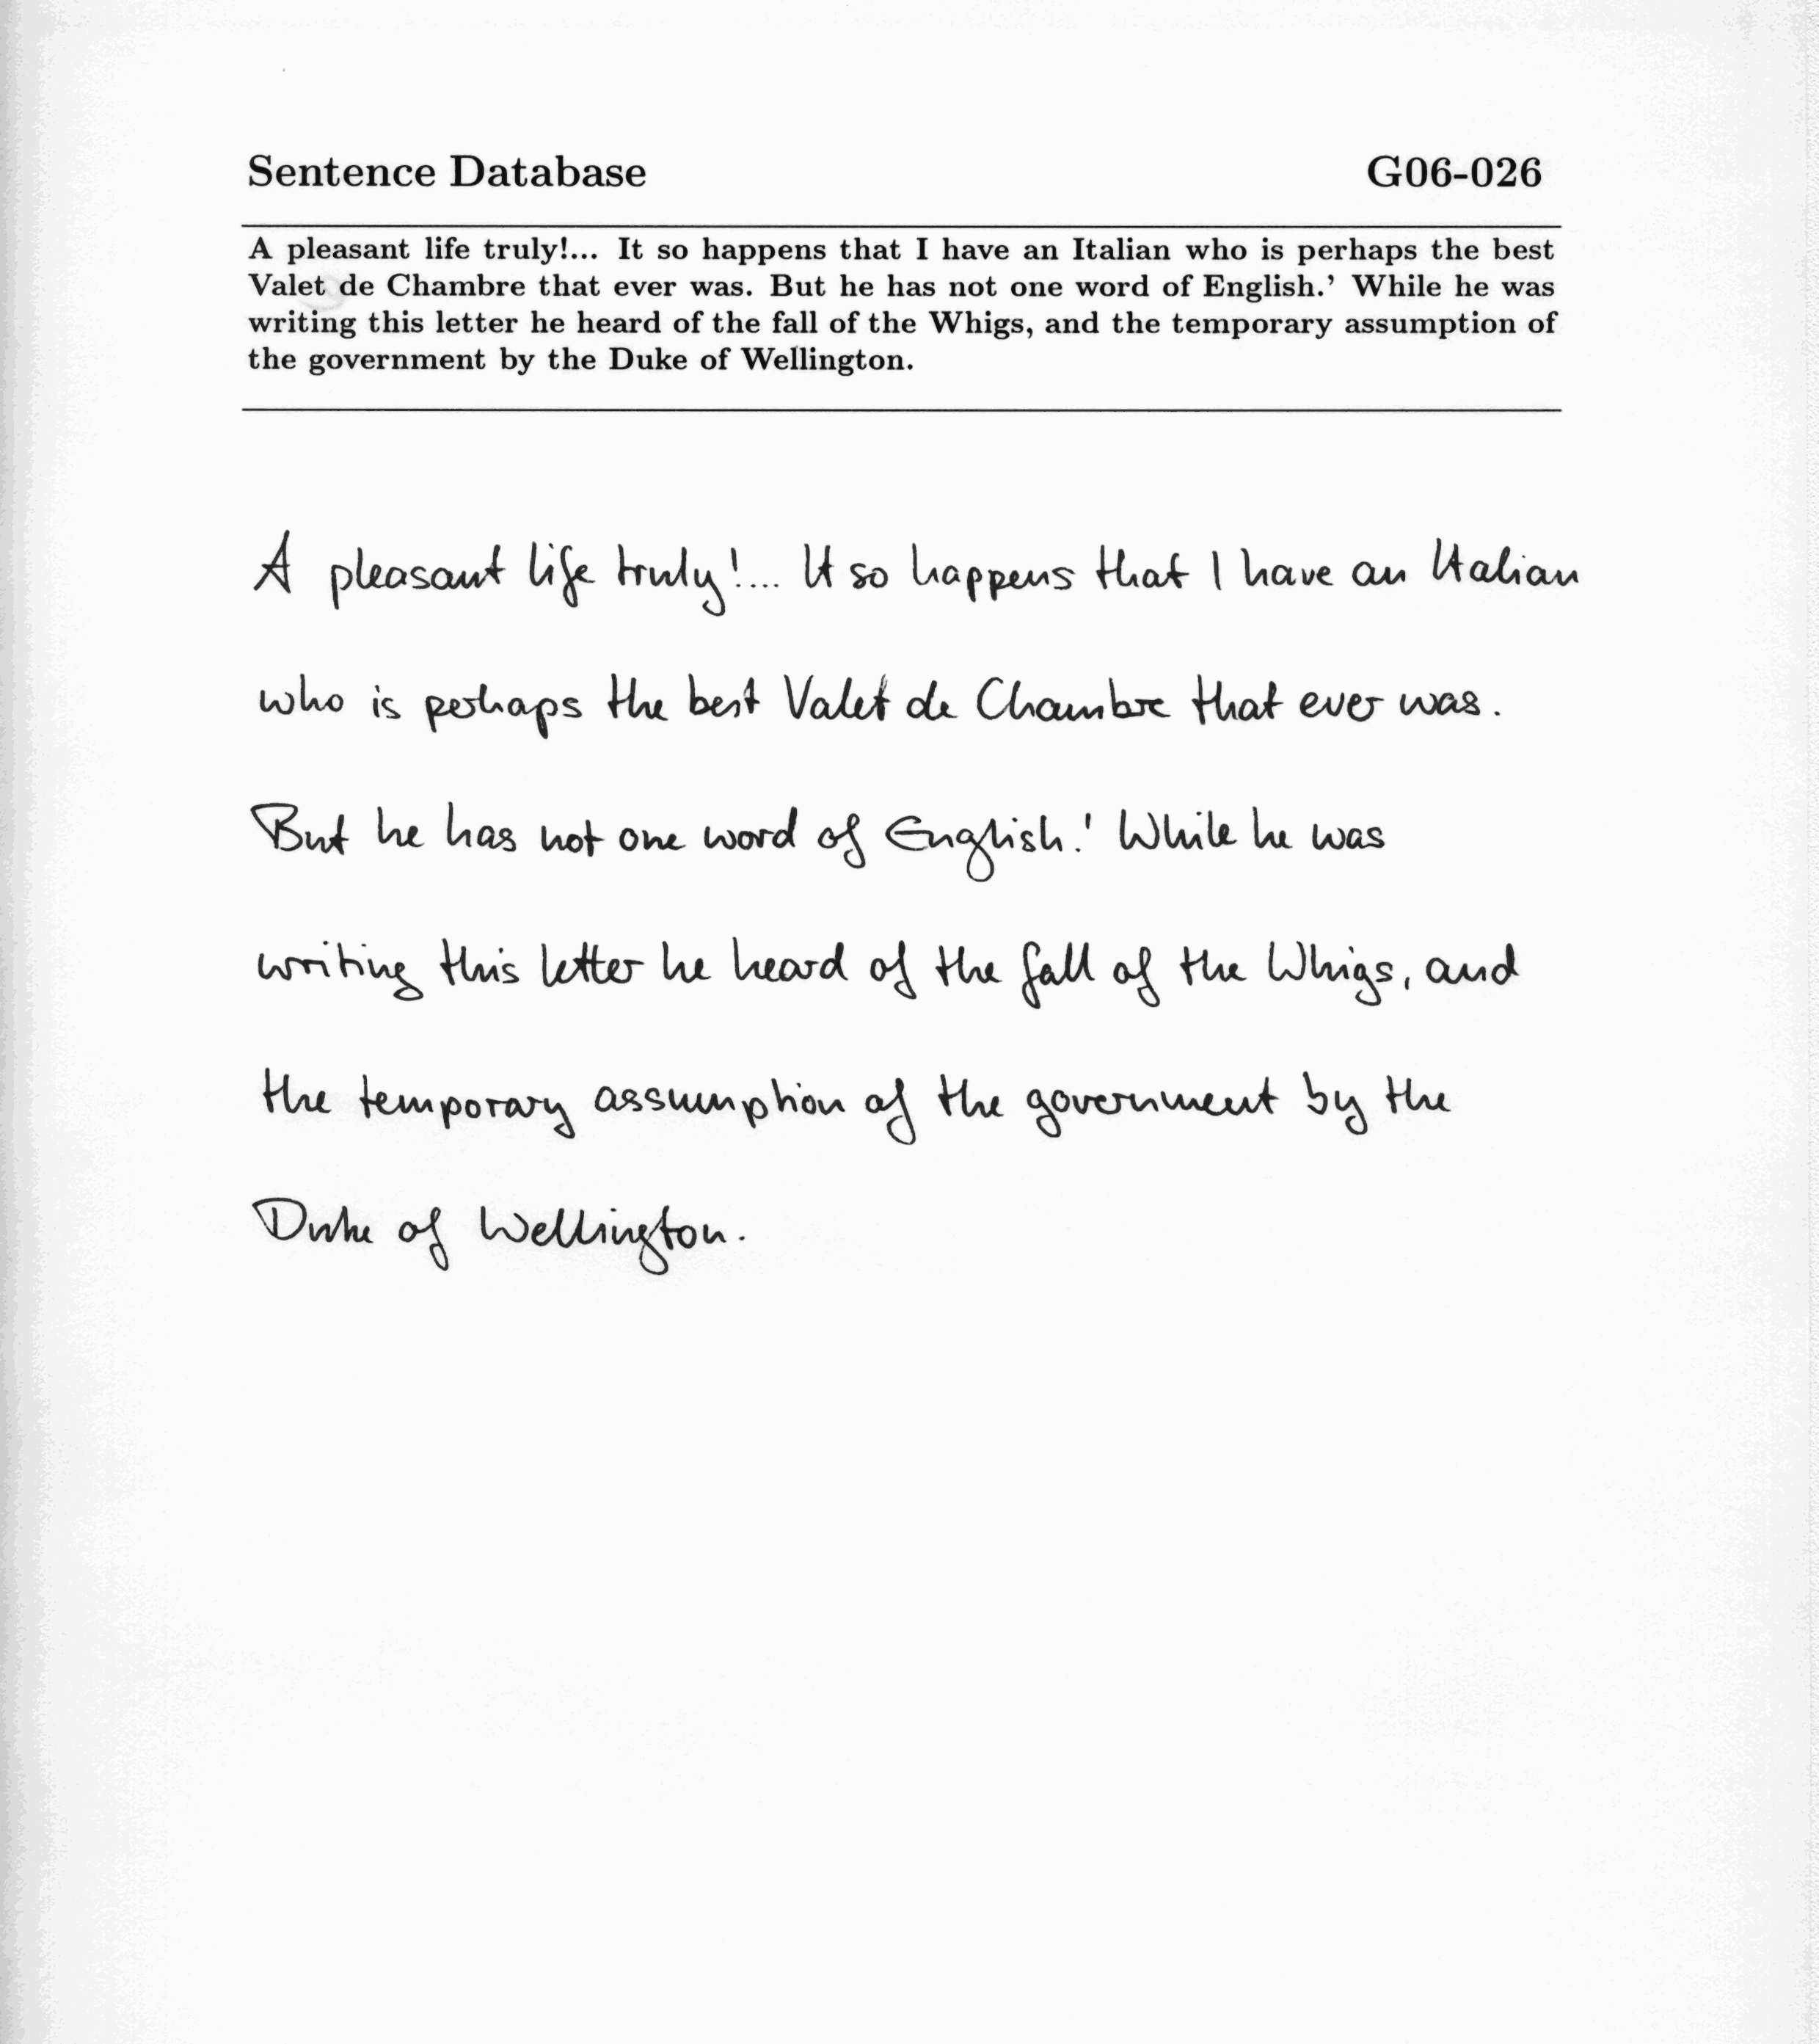 Sentence Database G06-026
A pleasant life truly!... It so happens that I have an Italian who is perhaps the best
Valet de Chambre that ever was. But he has not one word of English.' While he was
writing this letter he heard of the fall of the Whigs, and the temporary assumption of
the government by the Duke of Wellington.
A pleasant life truly!... It so happens that I have an Italian
who is perhaps the best Valet de Chambre that ever was.
But he has not one word of English.' While he was
writing this letter he heard of the fall of the Whigs, and
the temporary assumption of the government by the
Duke of Wellington.